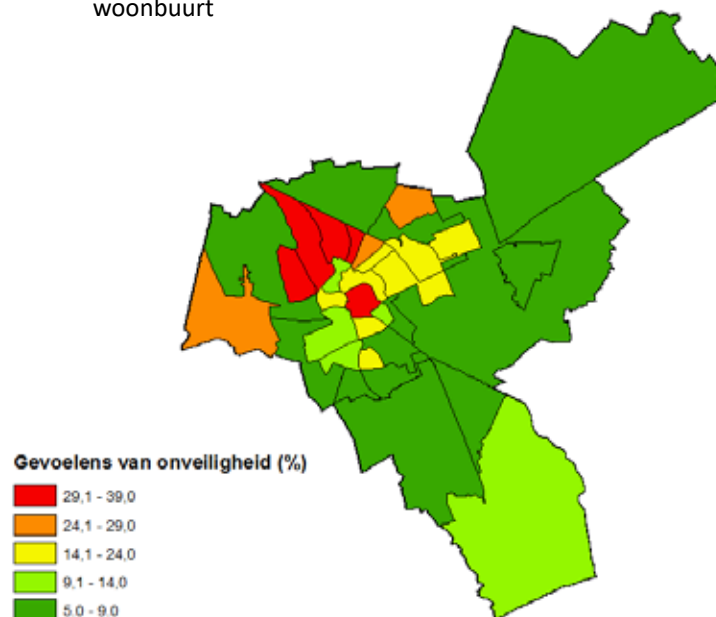 woonbuurt
Gevoelens van onveiligheid (%)
29,1 - 39,0
24,1 - 29,0
14,1 - 24,0
9,1 - 14,0
5,0 - 9,0